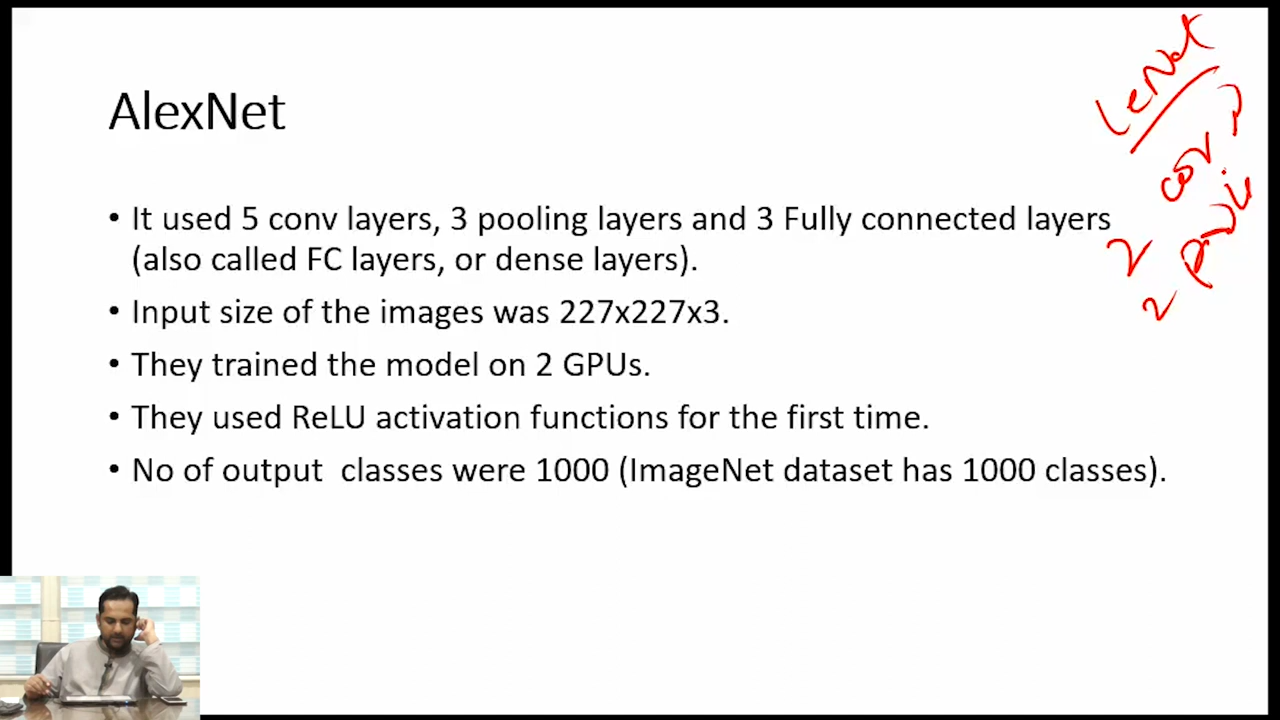 AlexNet
• It used 5 conv layers, 3 pooling layers and 3 Fully connected layers
(also called FC layers, or dense layers).
• Input size of the images was 227x227x3.
• They trained the model on 2 GPUs.
• They used ReLU activation functions for the first time.
• No of output classes were 1000 (ImageNet dataset has 1000 classes).
LeNet
2
2